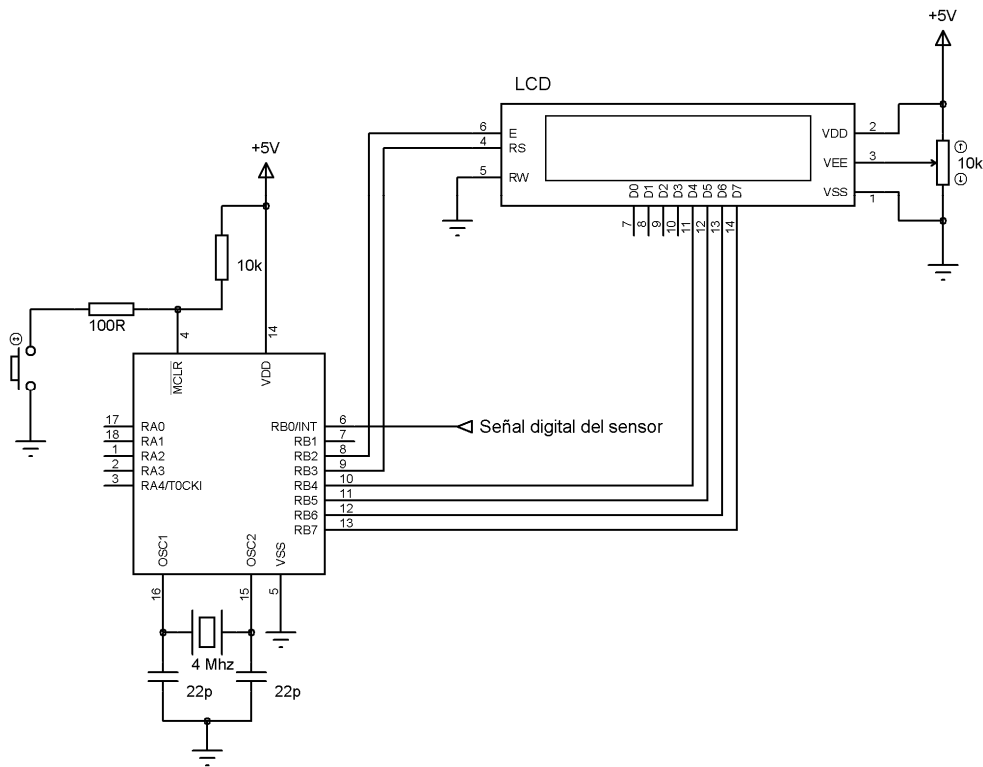 +5V
LCD
6 E
4 RS
5 RW
VDD 2
VEE 3
VSS 1
10k
D0 D1 D2 D3 D4 D5 D6 D7
7 8 9 10 11 12 13 14
+5V
10k
100R
4 14
MCLR VDD
17 RA0
18 RA1
1 RA2
2 RA3
3 RA4/T0CKI
RB0/INT 6
Señal digital del sensor
RB1 7
RB2 8
RB3 9
RB4 10
RB5 11
RB6 12
RB7 13
OSC1 OSC2 VSS
16 15 5
4 Mhz
22p 22p